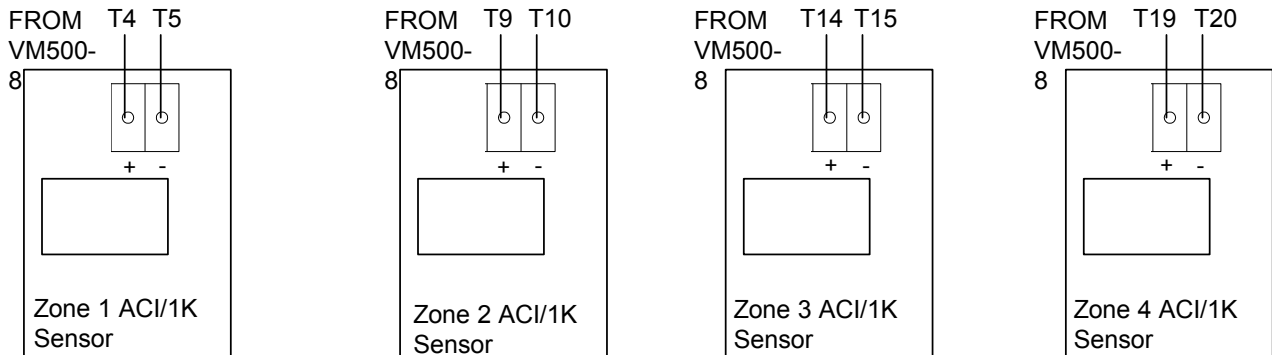 FROM T4 T5
VM500-
8
+ -
Zone 1 ACI/1K
Sensor
FROM T9 T10
VM500-
8
+ -
Zone 2 ACI/1K
Sensor
FROM T14 T15
VM500-
8
+ -
Zone 3 ACI/1K
Sensor
FROM T19 T20
VM500-
8
+ -
Zone 4 ACI/1K
Sensor